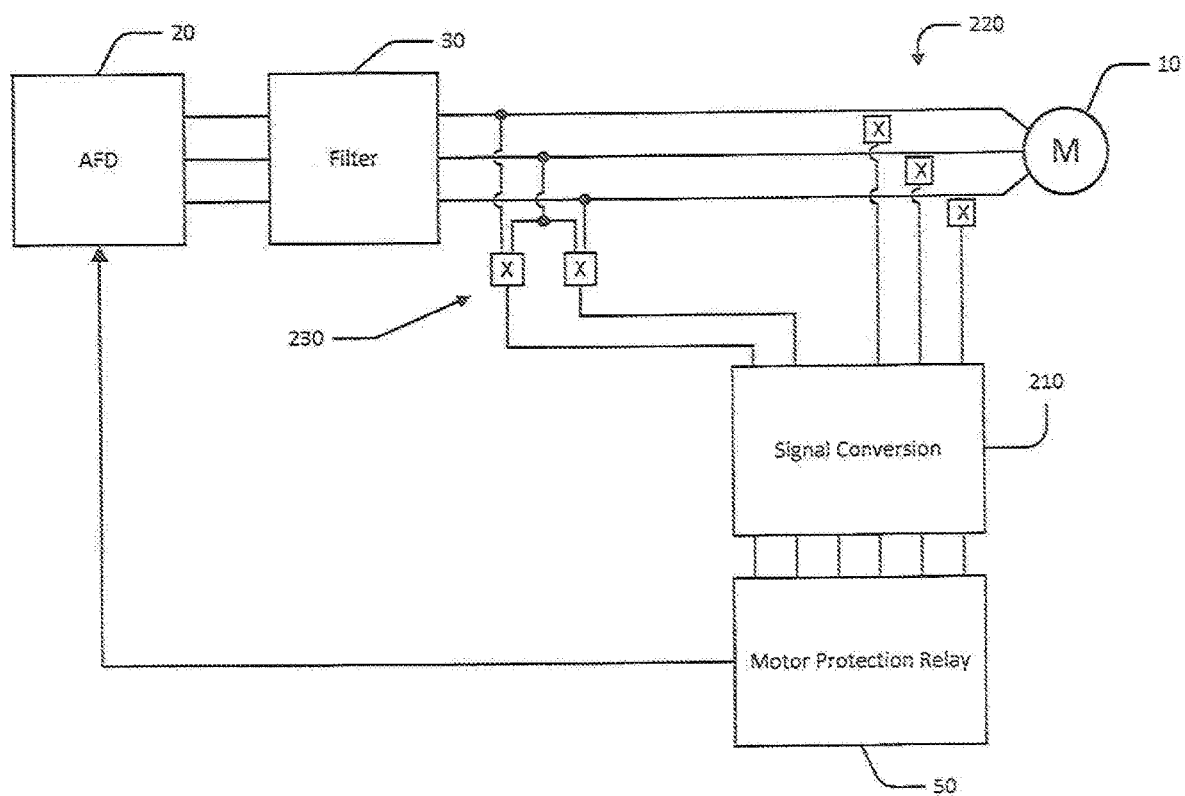 20
30
220
10
AFD
Filter
X
M
X
X
X
X
230
210
Signal Conversion
Motor Protection Relay
50